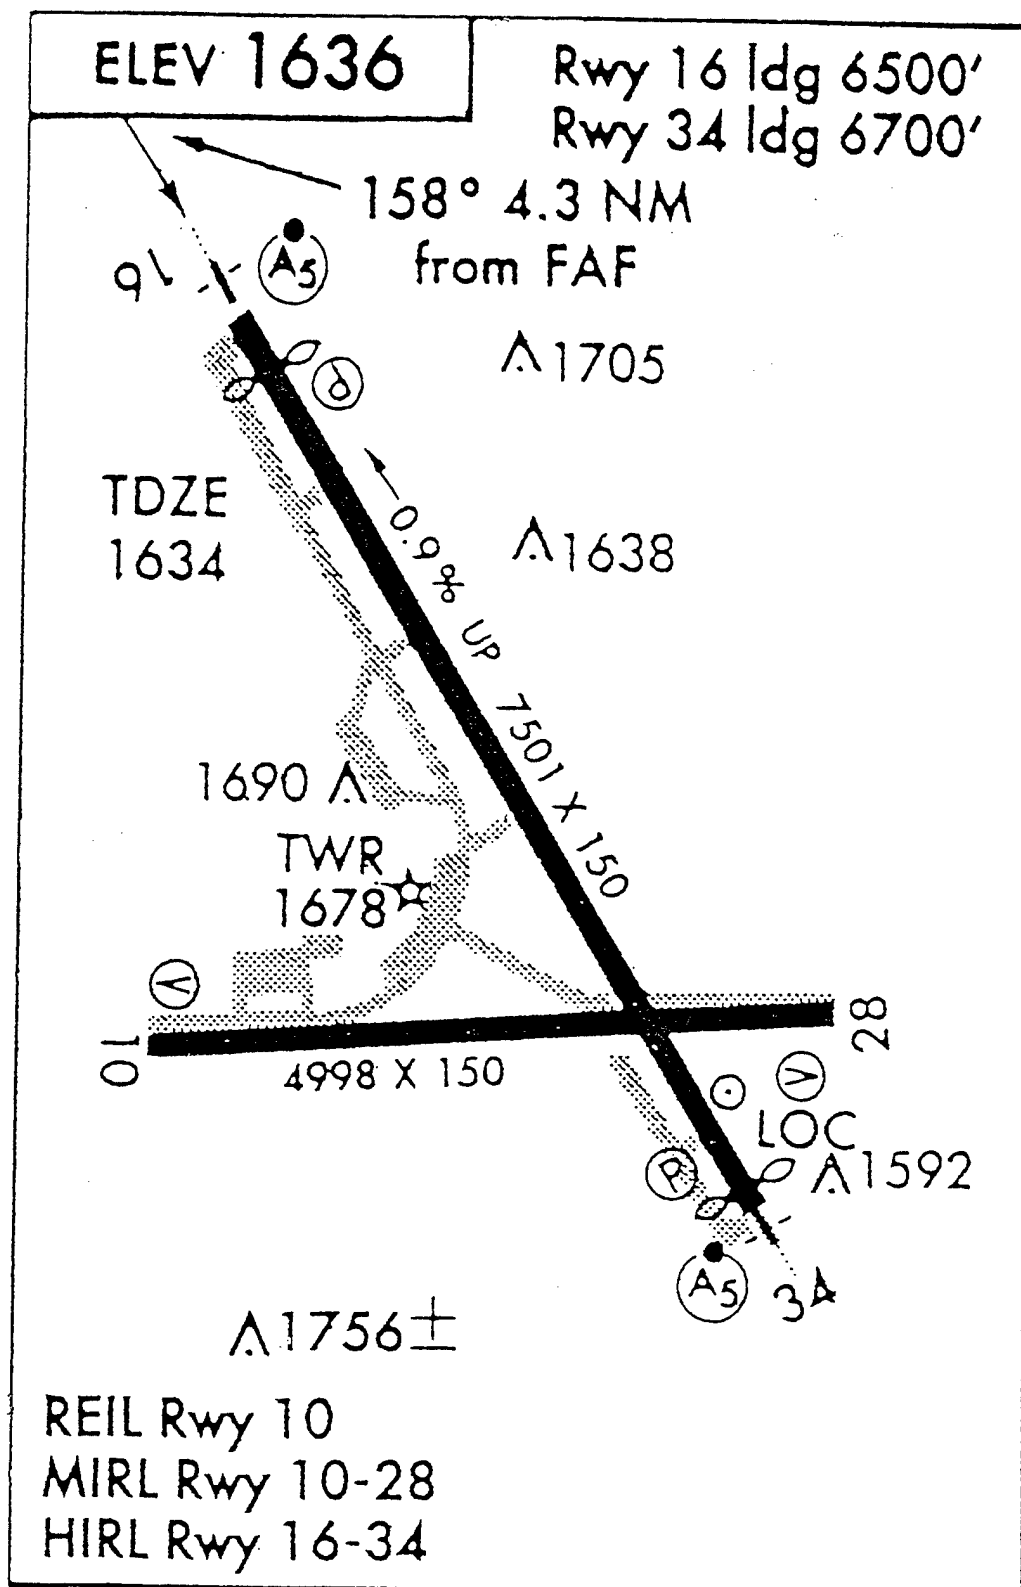 ELEV 1636
Rwy 16 ldg 6500'
Rwy 34 ldg 6700'
158° 4.3 NM
from FAF
16
A5
P
1705
TDZE
1634
0.9% UP
7501 X 150
1638
1690
TWR
1678
V
10
4998 X 150
28
V
LOC
P
1592
A5
34
1756±
REIL Rwy 10
MIRL Rwy 10-28
HIRL Rwy 16-34